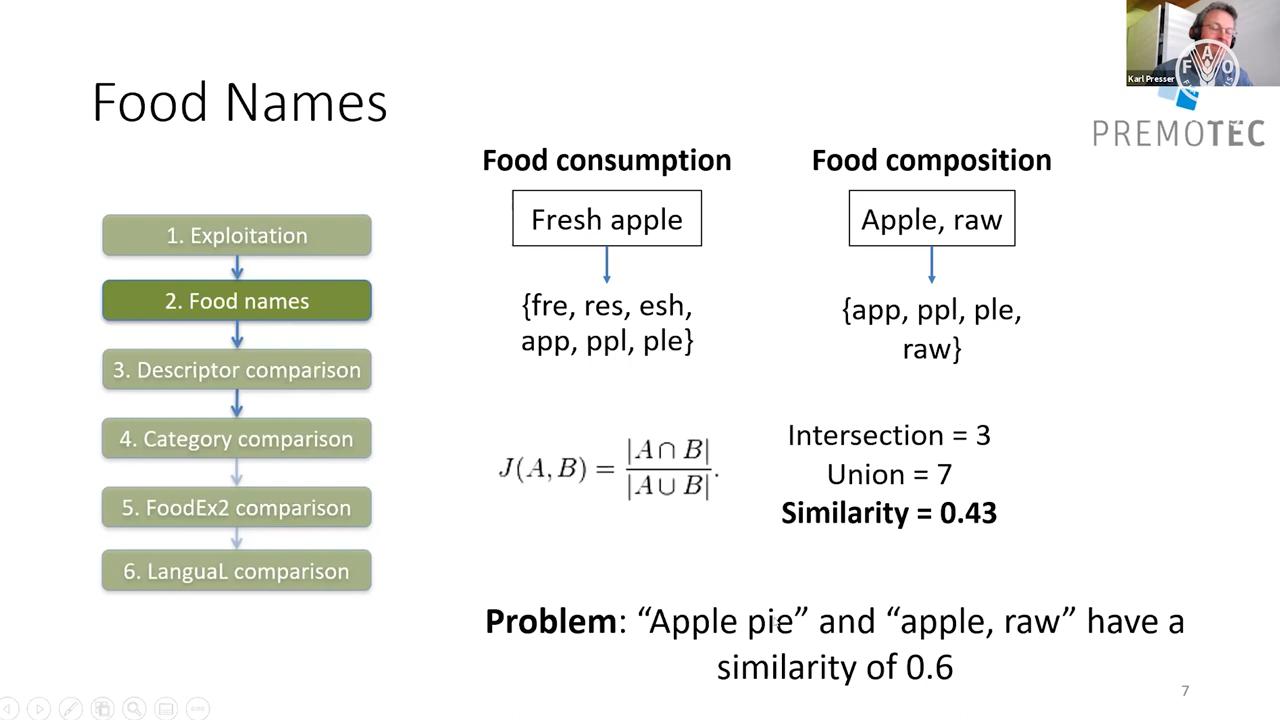 Food Names
Karl Presser
FAO
PREMOTEC
1. Exploitation
2. Food names
3. Descriptor comparison
4. Category comparison
5. FoodEx2 comparison
6. LanguaL comparison
Food consumption
Fresh apple
{fre, res, esh,
app, ppl, ple}
Food composition
Apple, raw
{app, ppl, ple,
raw}
J(A, B) = |A ∩ B| / |A ∪ B|.
Intersection = 3
Union = 7
Similarity = 0.43
Problem: “Apple pie” and “apple, raw” have a
similarity of 0.6
7